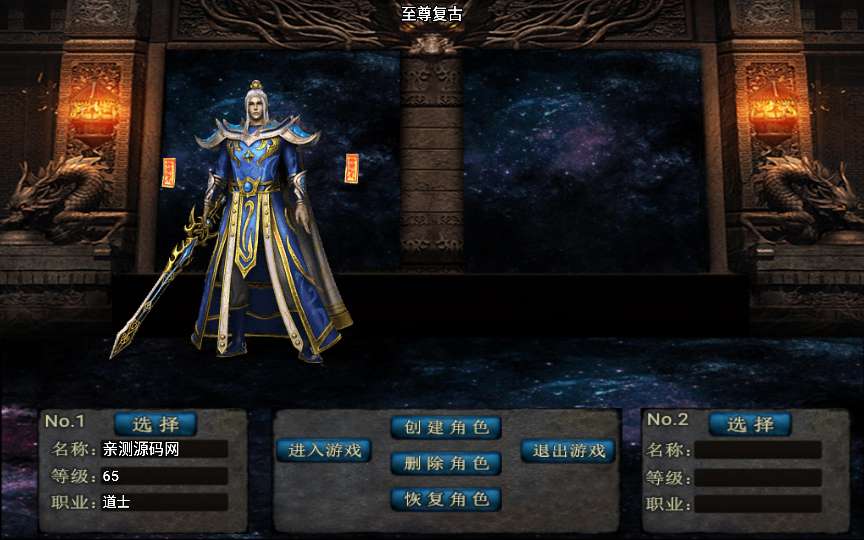 至尊复古
No.1 选择
名称: 亲测源码网
等级: 65
职业: 道士
创建角色
进入游戏
删除角色
退出游戏
恢复角色
No.2 选择
名称:
等级:
职业: